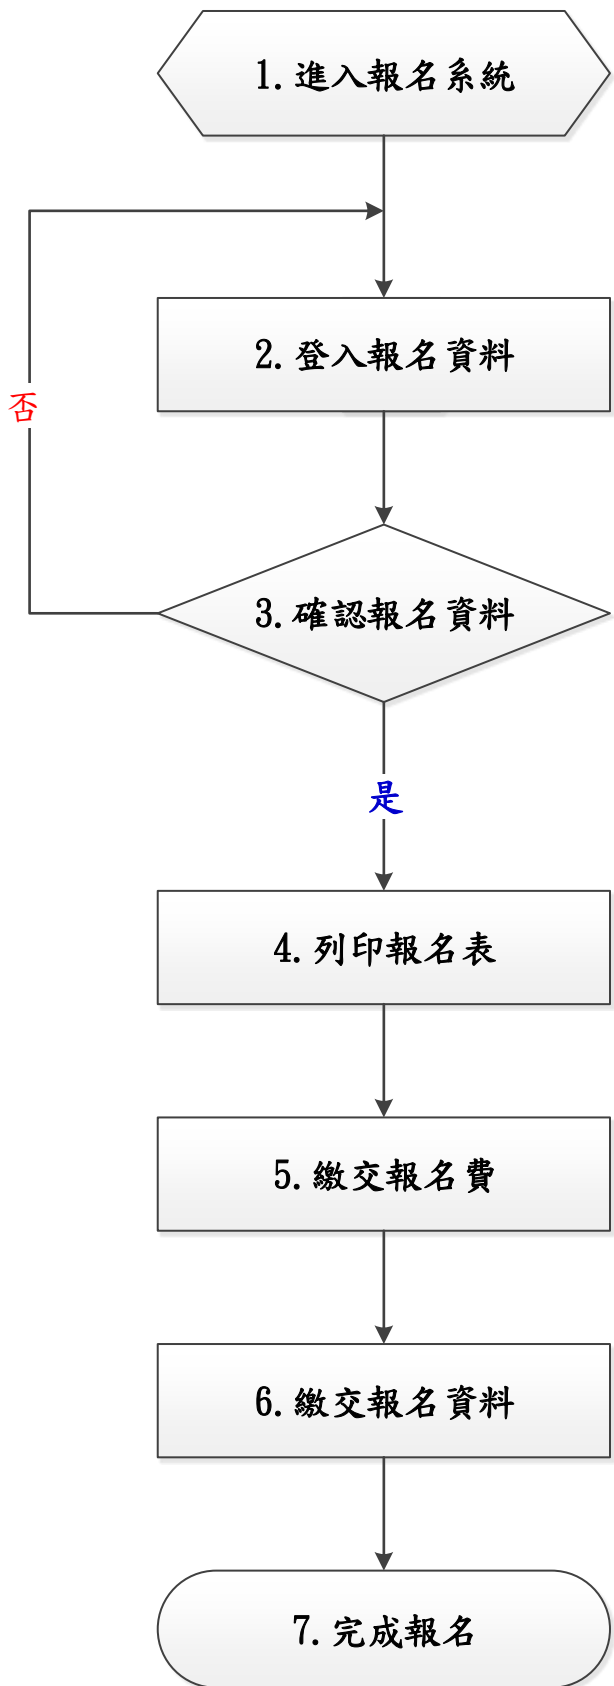 1. 進入報名系統
2. 登入報名資料
否
3. 確認報名資料
是
4. 列印報名表
5. 繳交報名費
6. 繳交報名資料
7. 完成報名